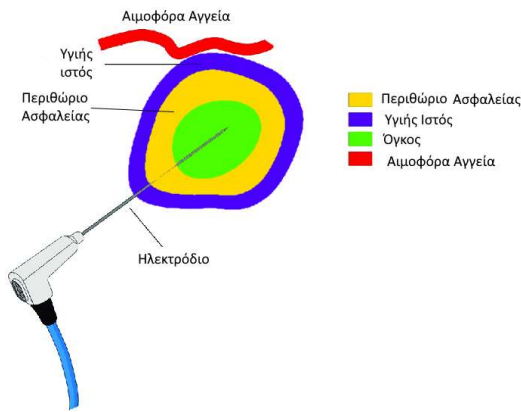 Αιμοφόρα Αγγεία
Υγιής
ιστός
Περιθώριο
Ασφαλείας
Ηλεκτρόδιο
Περιθώριο Ασφαλείας
Υγιής Ιστός
Όγκος
Αιμοφόρα Αγγεία